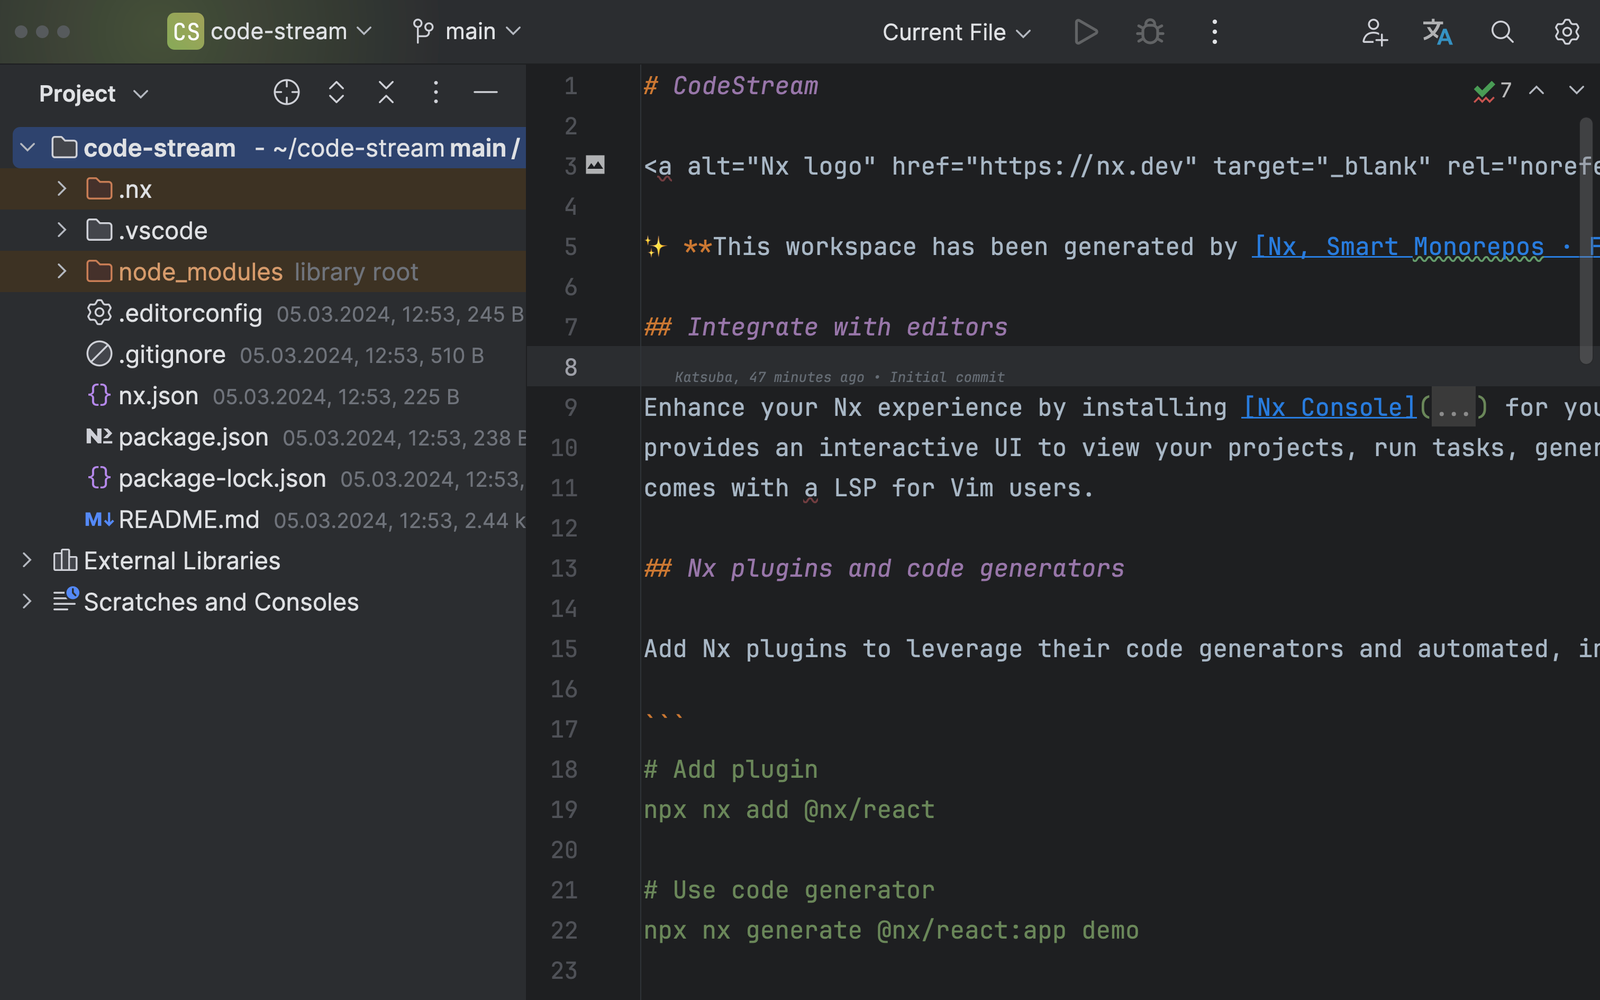 CS code-stream main Current File
Project
code-stream - ~/code-stream main /
.nx
.vscode
node_modules library root
.editorconfig 05.03.2024, 12:53, 245 B
.gitignore 05.03.2024, 12:53, 510 B
nx.json 05.03.2024, 12:53, 225 B
package.json 05.03.2024, 12:53, 238 B
package-lock.json 05.03.2024, 12:53,
README.md 05.03.2024, 12:53, 2.44 k
External Libraries
Scratches and Consoles
7
1 # CodeStream
2
3 <a alt="Nx logo" href="https://nx.dev" target="_blank" rel="norefe
4
5 ✨ **This workspace has been generated by [Nx, Smart Monorepos · F
6
7 ## Integrate with editors
8
Katsuba, 47 minutes ago • Initial commit
9 Enhance your Nx experience by installing [Nx Console](...) for you
10 provides an interactive UI to view your projects, run tasks, gener
11 comes with a LSP for Vim users.
12
13 ## Nx plugins and code generators
14
15 Add Nx plugins to leverage their code generators and automated, in
16
17 ```
18 # Add plugin
19 npx nx add @nx/react
20
21 # Use code generator
22 npx nx generate @nx/react:app demo
23